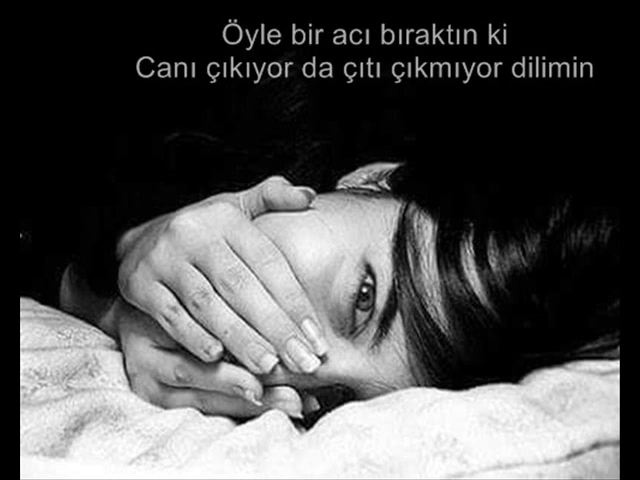 Öyle bir acı bıraktın ki
Canı çıkıyor da çıtı çıkmıyor dilimin